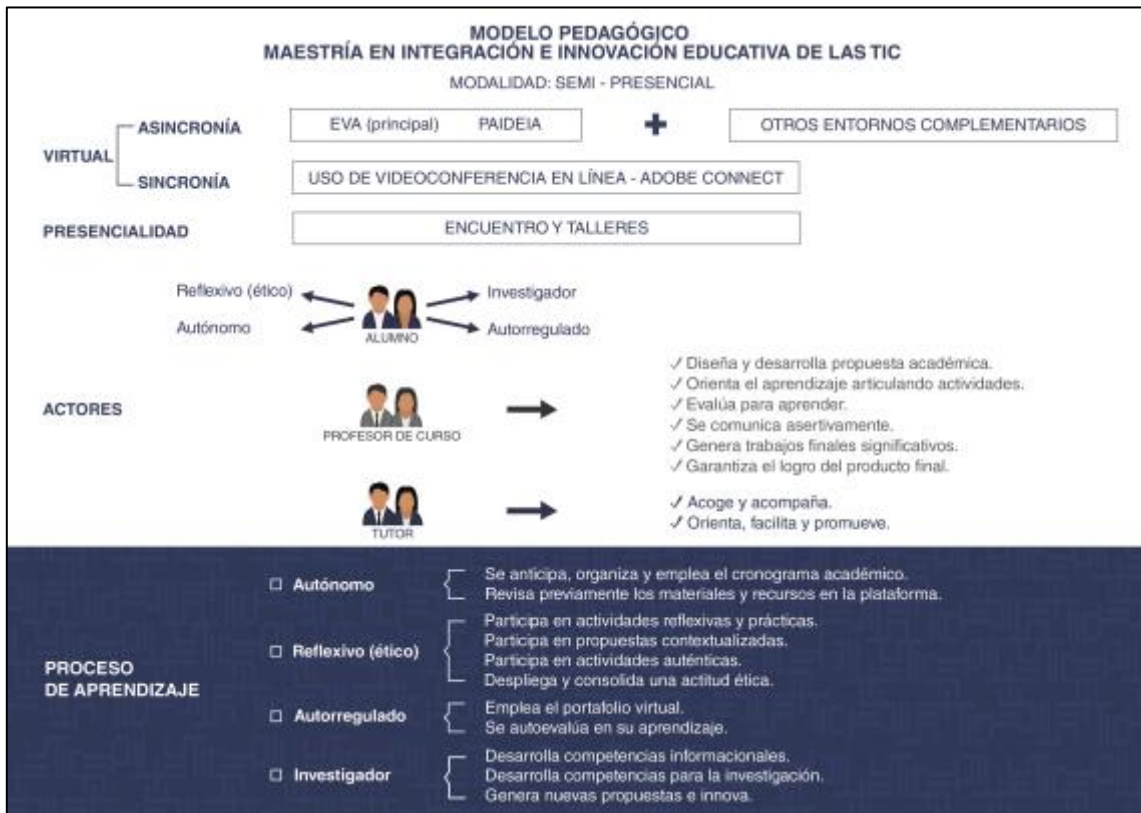 MODELO PEDAGÓGICO
MAESTRÍA EN INTEGRACIÓN E INNOVACIÓN EDUCATIVA DE LAS TIC
MODALIDAD: SEMI - PRESENCIAL
VIRTUAL
ASINCRONÍA
EVA (principal) PAIDEIA
+
OTROS ENTORNOS COMPLEMENTARIOS
SINCRONÍA
USO DE VIDEOCONFERENCIA EN LÍNEA - ADOBE CONNECT
PRESENCIALIDAD
ENCUENTRO Y TALLERES
Reflexivo (ético)
Investigador
Autónomo
Autorregulado
ALUMNO
ACTORES
PROFESOR DE CURSO
✓ Diseña y desarrolla propuesta académica.
✓ Orienta el aprendizaje articulando actividades.
✓ Evalúa para aprender.
✓ Se comunica asertivamente.
✓ Genera trabajos finales significativos.
✓ Garantiza el logro del producto final.
TUTOR
✓ Acoge y acompaña.
✓ Orienta, facilita y promueve.
PROCESO
DE APRENDIZAJE
Autónomo
Se anticipa, organiza y emplea el cronograma académico.
Revisa previamente los materiales y recursos en la plataforma.
Reflexivo (ético)
Participa en actividades reflexivas y prácticas.
Participa en propuestas contextualizadas.
Participa en actividades auténticas.
Despliega y consolida una actitud ética.
Autorregulado
Emplea el portafolio virtual.
Se autoevalúa en su aprendizaje.
Investigador
Desarrolla competencias informacionales.
Desarrolla competencias para la investigación.
Genera nuevas propuestas e innova.